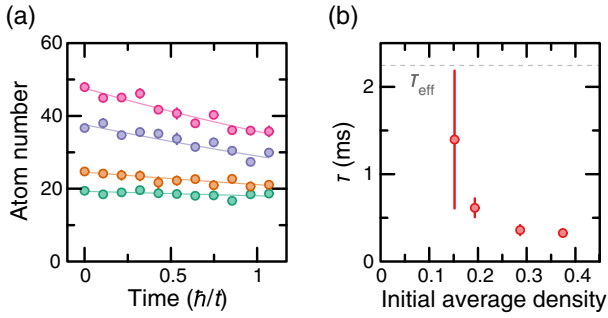 (a)
60
40
20
0
Atom number
0
0.5
1
Time (ħ/t)
(b)
2
1
0
τ (ms)
T_eff
0
0.1
0.2
0.3
0.4
Initial average density